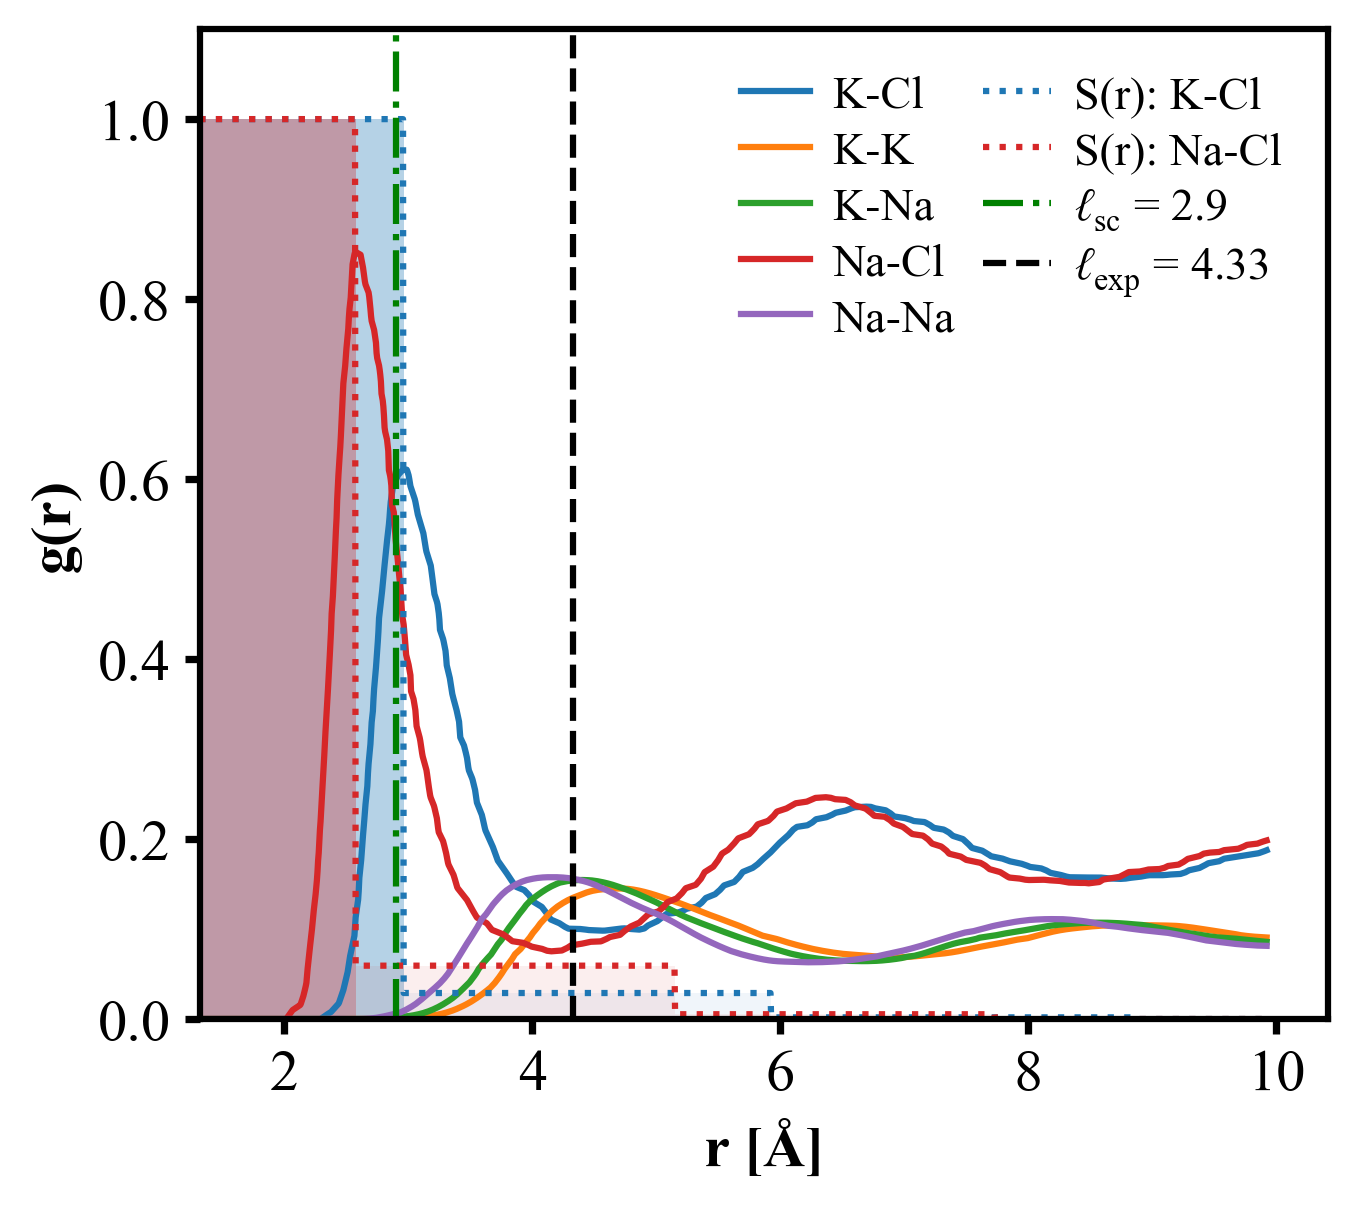 K-Cl
K-K
K-Na
Na-Cl
Na-Na
S(r): K-Cl
S(r): Na-Cl
ℓsc = 2.9
ℓexp = 4.33
1.0
0.8
0.6
0.4
0.2
0.0
g(r)
2 4 6 8 10
r [Å]